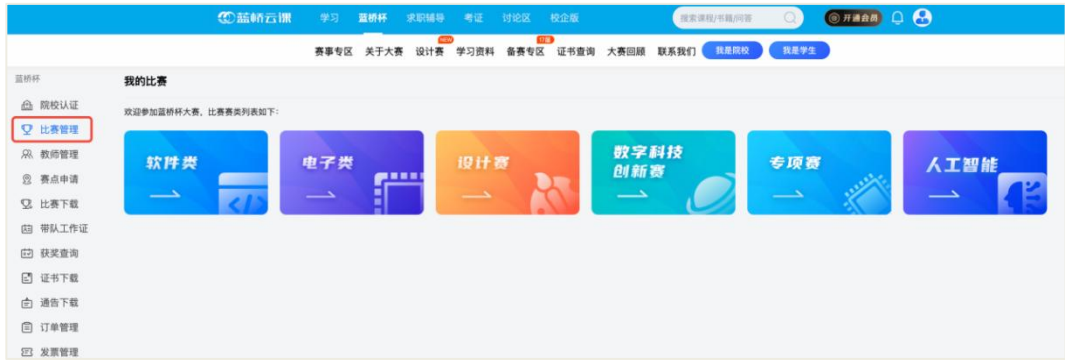 蓝桥云课 学习 蓝桥杯 求职辅导 考证 讨论区 校企版 搜索课程/书籍/问答 开通会员
赛事专区 关于大赛 设计赛 NEW 学习资料 备赛专区 证书查询 大赛回顾 联系我们 我是院校 我是学生
蓝桥杯
院校认证
比赛管理
教师管理
赛点申请
比赛下载
带队工作证
获奖查询
证书下载
通告下载
订单管理
发票管理
我的比赛
欢迎参加蓝桥杯大赛，比赛赛类列表如下：
软件类
电子类
设计赛
数字科技
创新赛
专项赛
人工智能